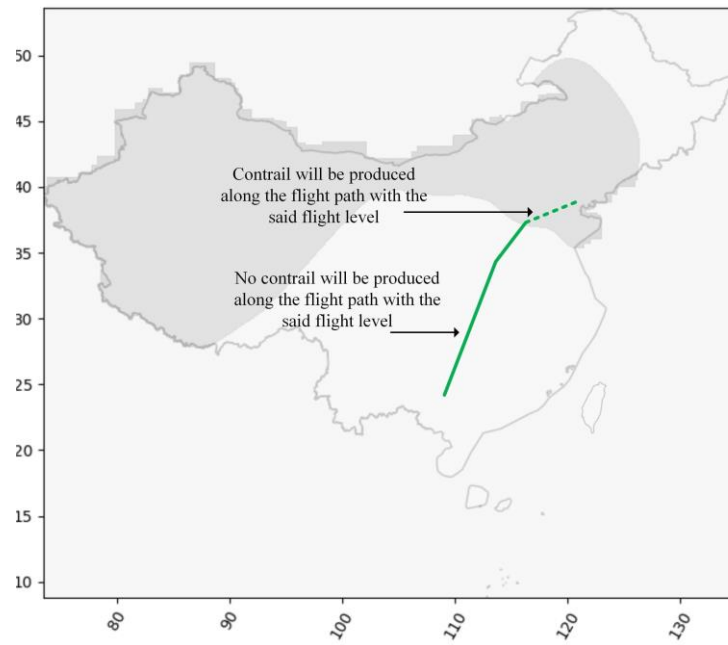 50
45
40
35
30
25
20
15
10
Contrail will be produced
along the flight path with the
said flight level
No contrail will be produced
along the flight path with the
said flight level
80
90
100
110
120
130